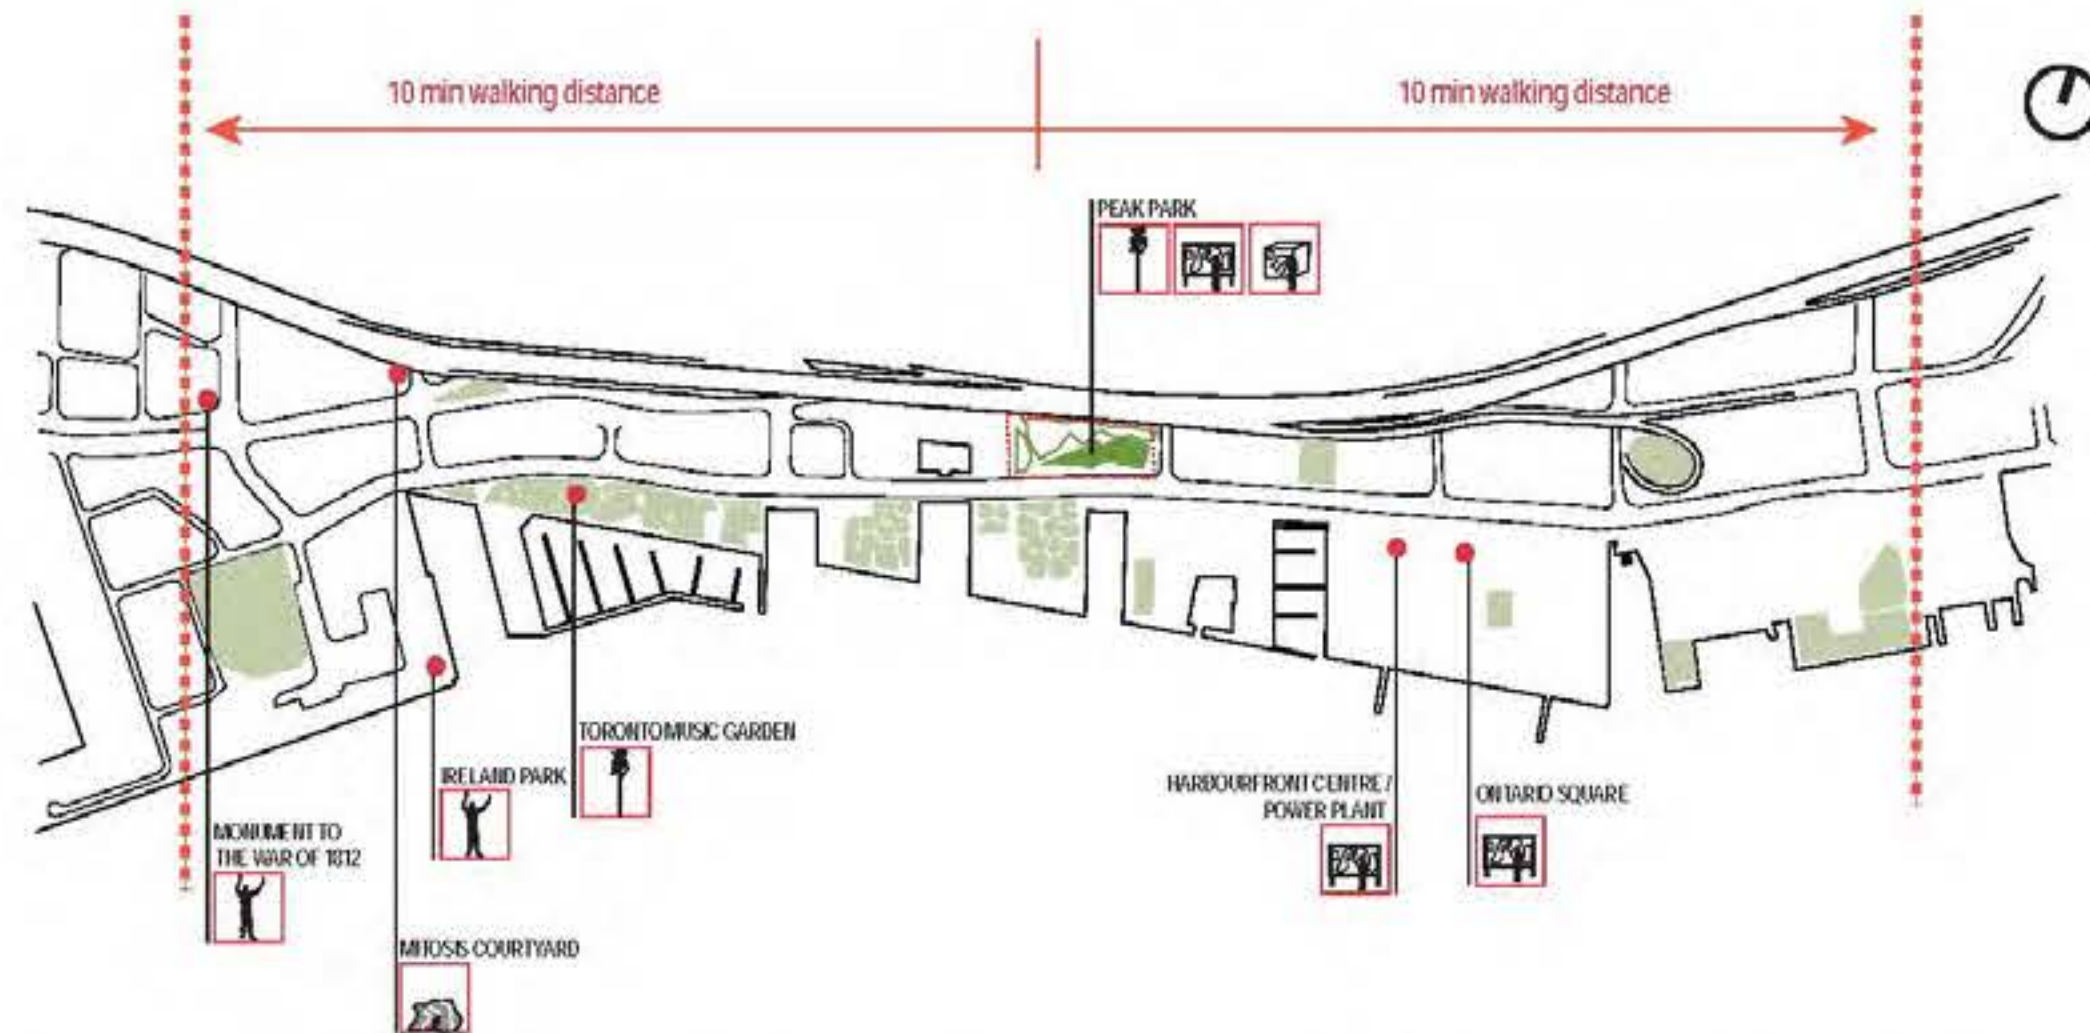 10 min walking distance
10 min walking distance
PEAK PARK
TORONTO MUSIC GARDEN
IRELAND PARK
HARBOURFRONT CENTRE /
POWER PLANT
ONTARIO SQUARE
MONUMENT TO
THE WAR OF 1812
MITOSIS COURTYARD